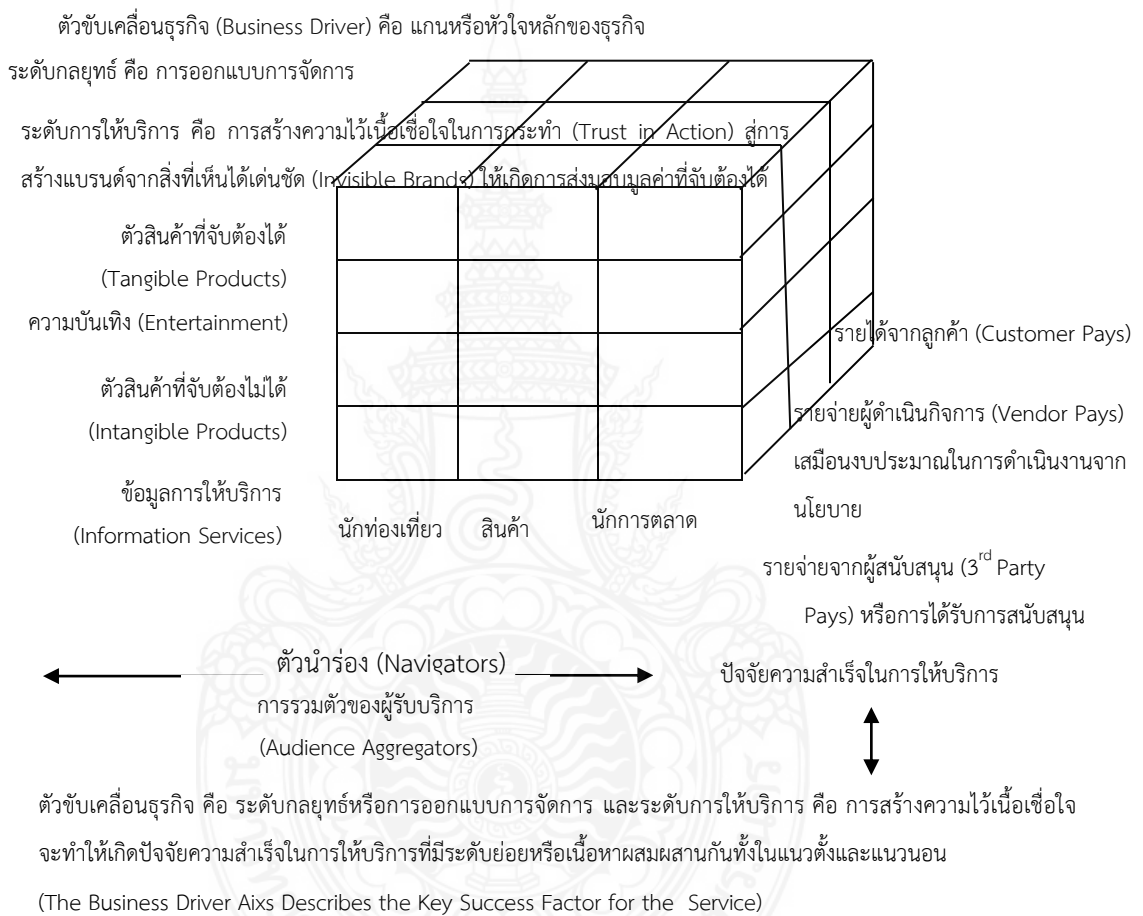 ตัวขับเคลื่อนธุรกิจ (Business Driver) คือ แกนหรือหัวใจหลักของธุรกิจ
ระดับกลยุทธ์ คือ การออกแบบการจัดการ
ระดับการให้บริการ คือ การสร้างความไว้เนื้อเชื่อใจในการกระทำ (Trust in Action) สู่การ
สร้างแบรนด์จากสิ่งที่เห็นได้เด่นชัด (Invisible Brands) ให้เกิดการส่งมอบมูลค่าที่จับต้องได้
ตัวสินค้าที่จับต้องได้
(Tangible Products)
ความบันเทิง (Entertainment)
ตัวสินค้าที่จับต้องไม่ได้
(Intangible Products)
ข้อมูลการให้บริการ
(Information Services)
นักท่องเที่ยว สินค้า นักการตลาด
รายได้จากลูกค้า (Customer Pays)
รายจ่ายผู้ดำเนินกิจการ (Vendor Pays)
เสมือนงบประมาณในการดำเนินงานจาก
นโยบาย
รายจ่ายจากผู้สนับสนุน (3rd Party
Pays) หรือการได้รับการสนับสนุน
ตัวนำร่อง (Navigators)
การรวมตัวของผู้รับบริการ
(Audience Aggregators)
ปัจจัยความสำเร็จในการให้บริการ
ตัวขับเคลื่อนธุรกิจ คือ ระดับกลยุทธ์หรือการออกแบบการจัดการ และระดับการให้บริการ คือ การสร้างความไว้เนื้อเชื่อใจ
จะทำให้เกิดปัจจัยความสำเร็จในการให้บริการที่มีระดับย่อยหรือเนื้อหาผสมผสานกันทั้งในแนวตั้งและแนวนอน
(The Business Driver Aixs Describes the Key Success Factor for the Service)